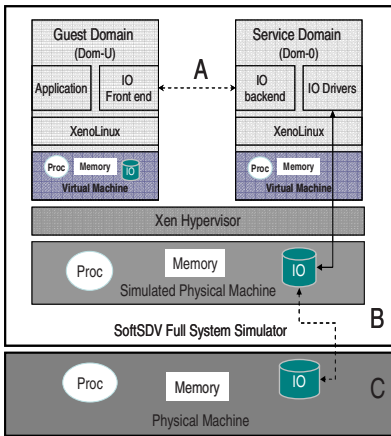 Guest Domain
(Dom-U)
Application
IO
Front end
XenoLinux
Proc
Memory
IO
Virtual Machine
A
Service Domain
(Dom-0)
IO
backend
IO Drivers
XenoLinux
Proc
Memory
Virtual Machine
Xen Hypervisor
Proc
Memory
IO
Simulated Physical Machine
B
SoftSDV Full System Simulator
Proc
Memory
IO
C
Physical Machine